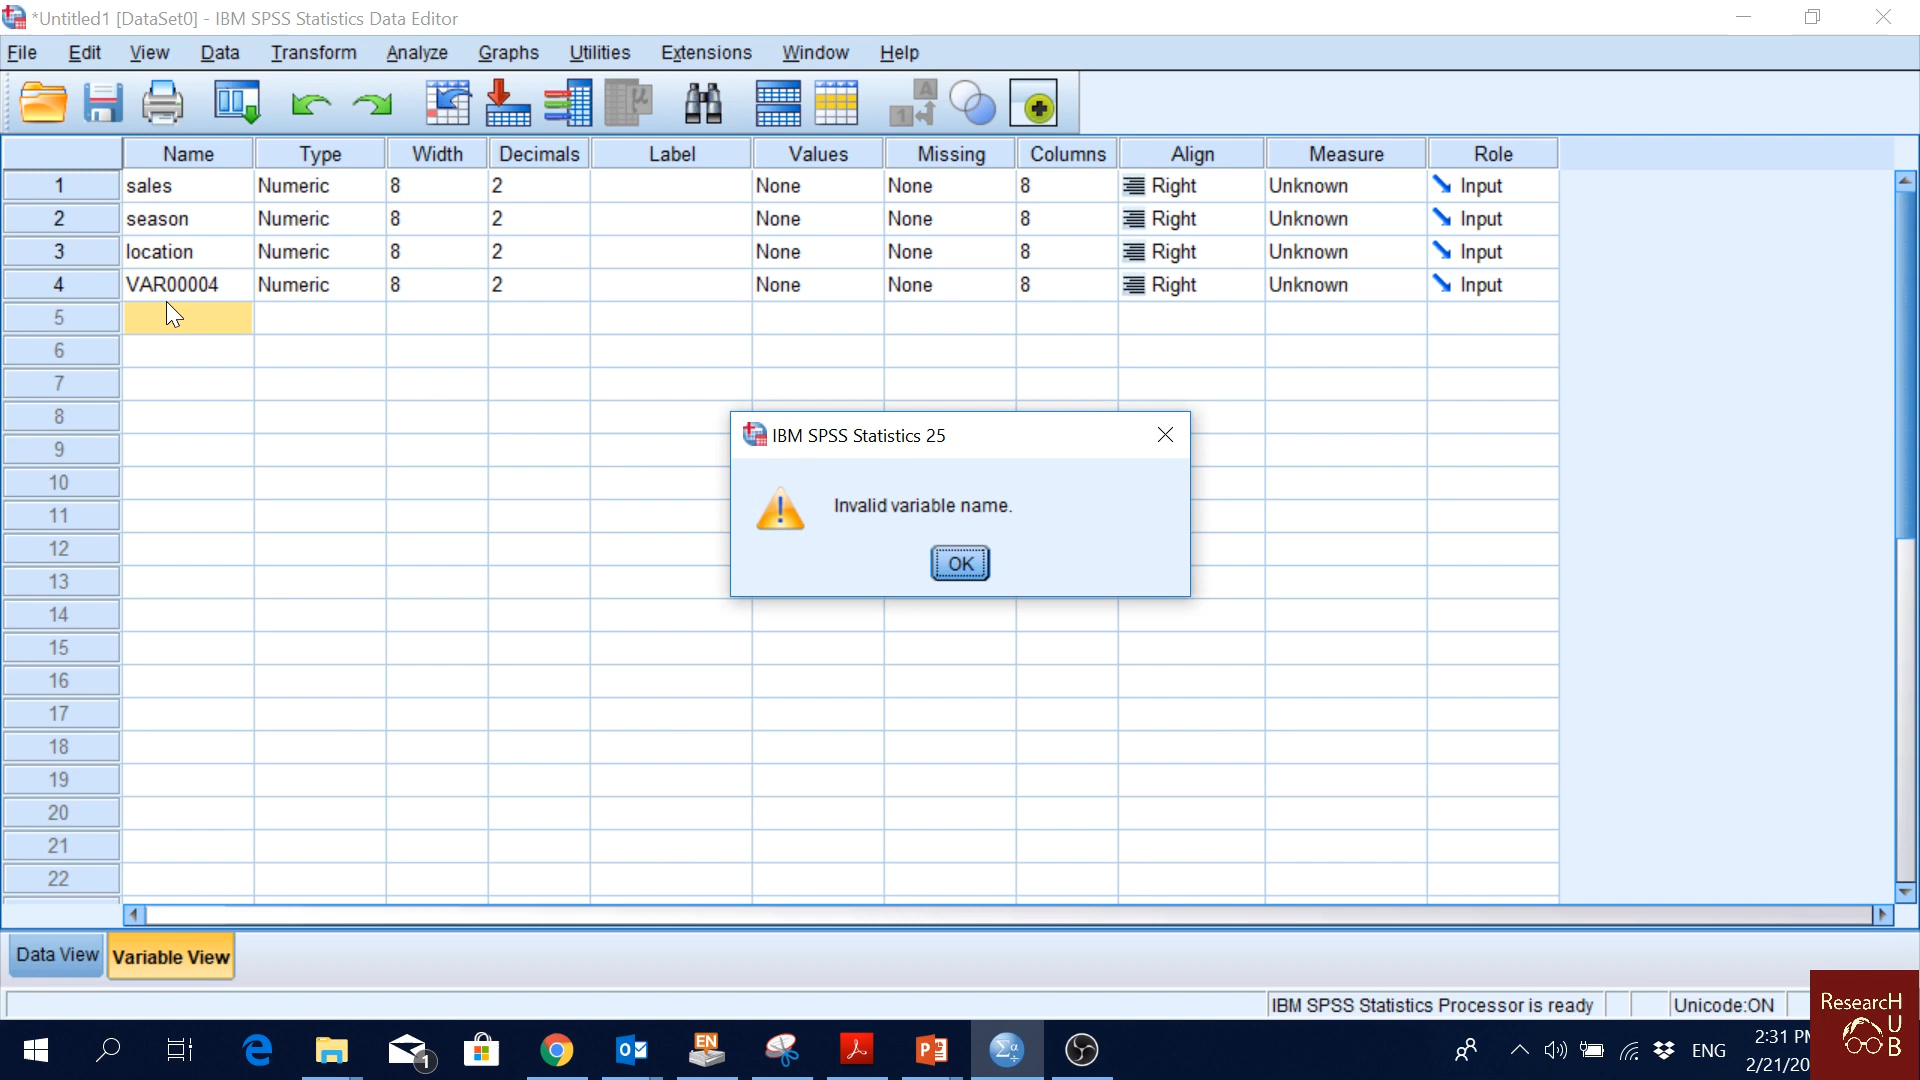 *Untitled1 [DataSet0] - IBM SPSS Statistics Data Editor
File Edit View Data Transform Analyze Graphs Utilities Extensions Window Help
Name Type Width Decimals Label Values Missing Columns Align Measure Role
1 sales Numeric 8 2 None None 8 Right Unknown Input
2 season Numeric 8 2 None None 8 Right Unknown Input
3 location Numeric 8 2 None None 8 Right Unknown Input
4 VAR00004 Numeric 8 2 None None 8 Right Unknown Input
5
6
7
8
9
10
11
12
13
14
15
16
17
18
19
20
21
22
IBM SPSS Statistics 25
Invalid variable name.
OK
Data View Variable View
IBM SPSS Statistics Processor is ready Unicode:ON
ResearcH
U
B
1
EN
ENG
2:31 PM
2/21/20